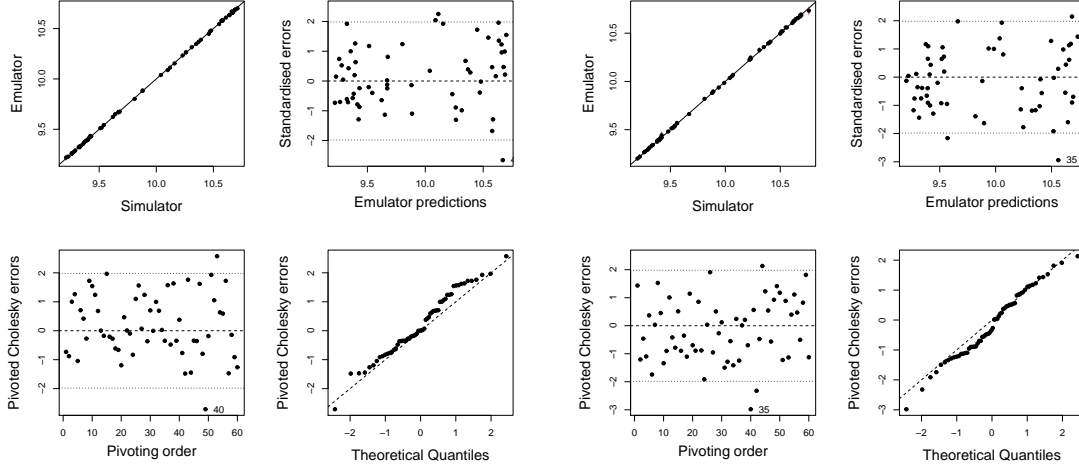 Emulator
9.5 10.0 10.5
9.5 10.0 10.5
Simulator
Standardised errors
−2 −1 0 1 2
9.5 10.0 10.5
Emulator predictions
Emulator
9.5 10.0 10.5
9.5 10.0 10.5
Simulator
Standardised errors
−3 −2 −1 0 1 2
35
9.5 10.0 10.5
Emulator predictions
Pivoted Cholesky errors
−2 −1 0 1 2
40
0 10 20 30 40 50 60
Pivoting order
Pivoted Cholesky errors
−2 −1 0 1 2
−2 −1 0 1 2
Theoretical Quantiles
Pivoted Cholesky errors
−3 −2 −1 0 1 2
35
0 10 20 30 40 50 60
Pivoting order
Pivoted Cholesky errors
−3 −2 −1 0 1 2
−2 −1 0 1 2
Theoretical Quantiles